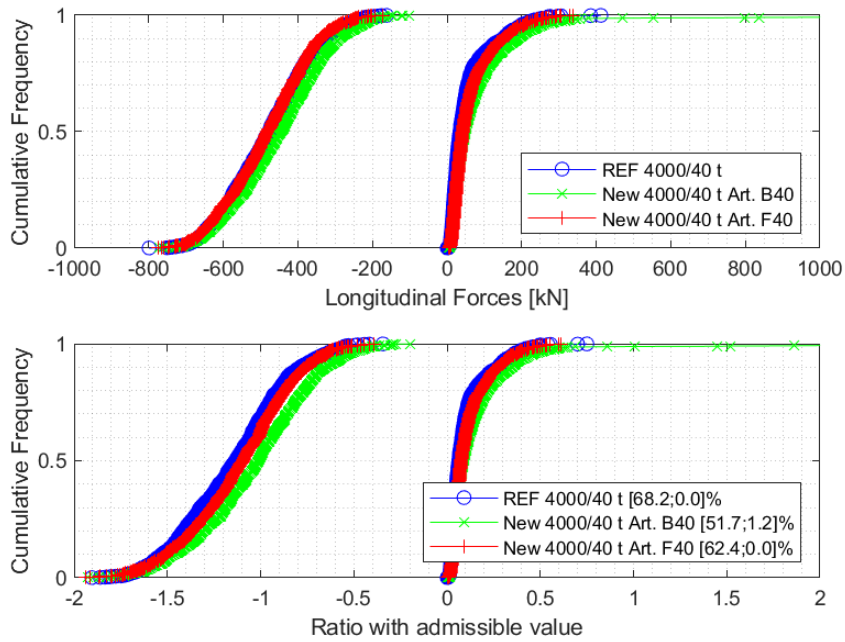 1
0.5
0
Cumulative Frequency
-1000
-800
-600
-400
-200
0
200
400
600
800
1000
Longitudinal Forces [kN]
REF 4000/40 t
New 4000/40 t Art. B40
New 4000/40 t Art. F40
1
0.5
0
Cumulative Frequency
-2
-1.5
-1
-0.5
0
0.5
1
1.5
2
Ratio with admissible value
REF 4000/40 t [68.2;0.0]%
New 4000/40 t Art. B40 [51.7;1.2]%
New 4000/40 t Art. F40 [62.4;0.0]%